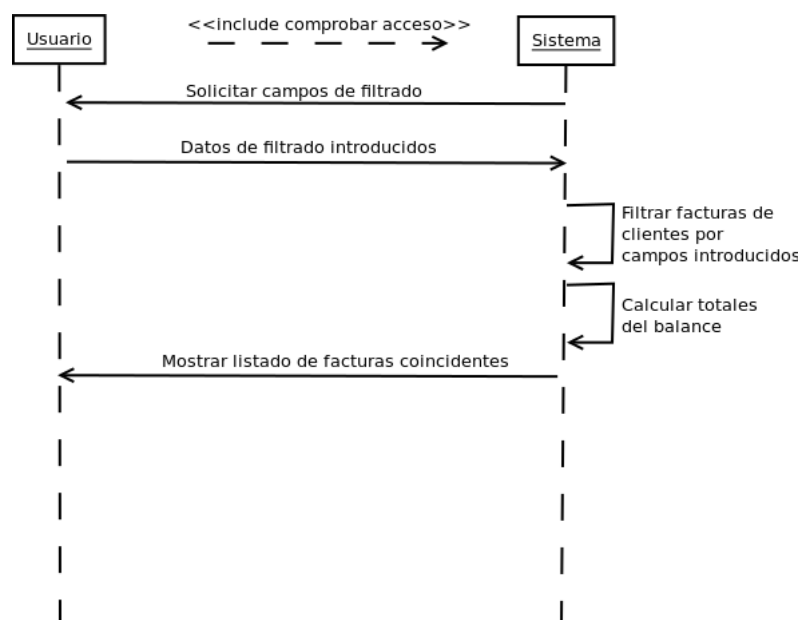 <<include comprobar acceso>>
Usuario
Sistema
Solicitar campos de filtrado
Datos de filtrado introducidos
Filtrar facturas de
clientes por
campos introducidos
Calcular totales
del balance
Mostrar listado de facturas coincidentes